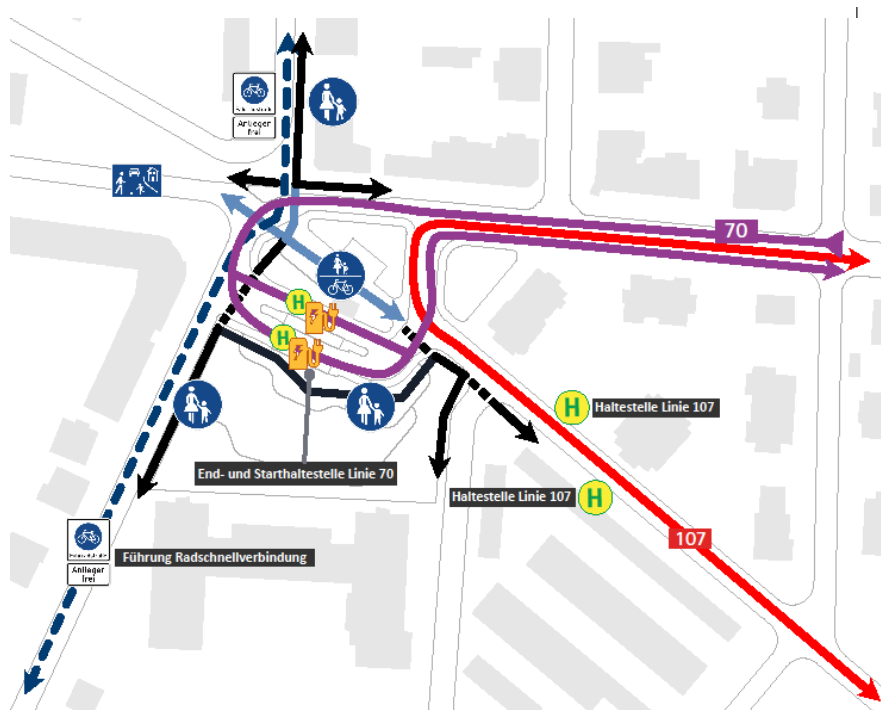 Anlieger
frei
70
H
H
H
Haltestelle Linie 107
End- und Starthaltestelle Linie 70
Haltestelle Linie 107
H
107
Führung Radschnellverbindung
Anlieger
frei